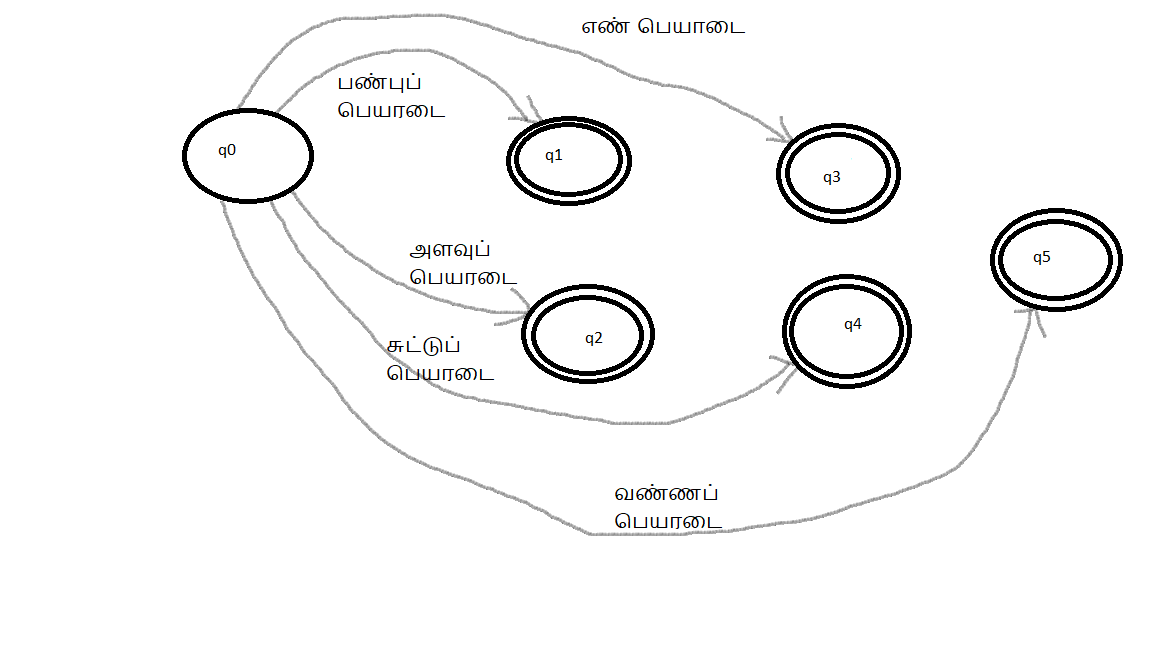 எண் பெயாடை
பண்புப்
பெயரடை
q0
q1
q3
அளவுப்
பெயரடை
q5
q2
q4
சுட்டுப்
பெயரடை
வண்ணப்
பெயரடை